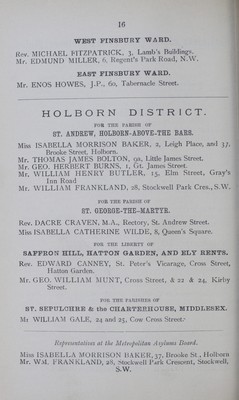 16
WEST FINSBURY WARD.
Rev. MICHAEL FITZPATRICK, 3, Lamb's Buildings.
Mr. EDMUND MILLER, 6, Regent's Park Road, N.W.
EAST FINSBURY WARD.
Mr. ENOS HOWES, J.P., 60, Tabernacle Street.
HOLBORN DISTRICT.
FOR THE PARISH OF
ST. ANDREW, HOLBORN-ABOVE-THE BARS.
Miss ISABELLA MORRISON BAKER, 2, Leigh Place, and 37,
Brooke Street, Holborn.
Mr. THOMAS JAMES BOLTON, 9a, Little James Street.
Mr. GEO. HERBERT BURNS, 1, Gt. James Street.
Mr. WILLIAM HENRY BUTLER, 15, Elm Street, Gray's
Inn Road
Mr. WILLIAM FRANKLAND, 28, Stockwell Park Cres., S.W.
FOR THE PARISH OF
ST. GEORGE-THE-MARTYR.
Rev. DACRE CRAVEN, M.A., Rectory, St. Andrew Street.
Miss ISABELLA CATHERINE WILDE, 8, Queen's Square.
FOR THE LIBERTY OF
SAFFRON HILL, HATTON GARDEN, AND ELY RENTS.
Rev. EDWARD CANNEY, St. Peter's Vicarage, Cross Street,
Hatton Garden.
Mr. GEO. WILLIAM MUNT, Cross Street, & 22 & 24, Kirby
Street.
FOR THE PARISHES OF
ST. SEPULCHRE & the CHARTERHOUSE, MIDDLESEX.
Mr WILLIAM GALE, 24 and 25, Cow Cross Street.
Representatives at the Metropolitan Asylums Board.
Miss ISABELLA MORRISON BAKER, 37, Brooke St., Holborn
Mr. WM. FRANKLAND, 28, Stockwell Park Crescent, Stockwell,
S.W.